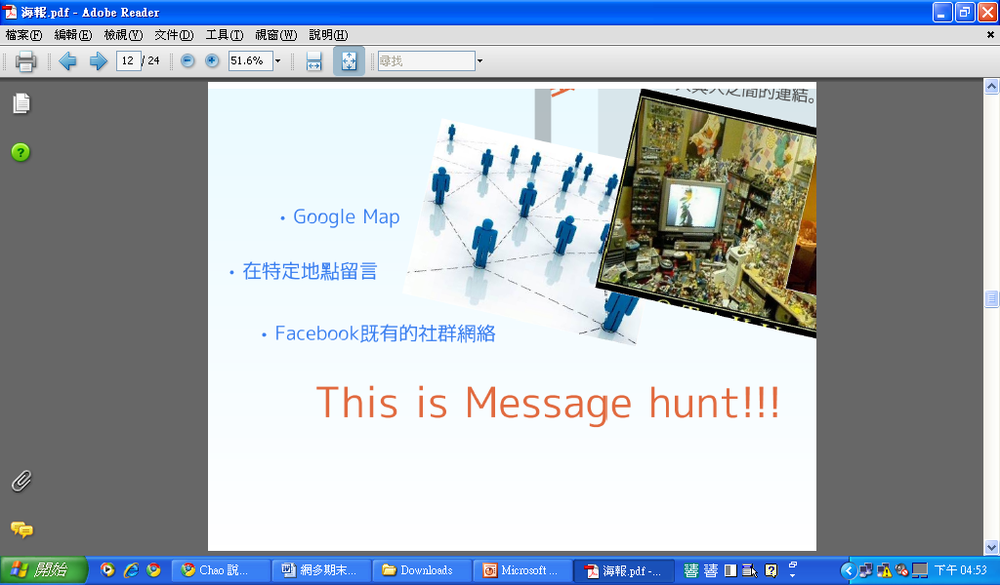 海報.pdf - Adobe Reader
檔案(F) 編輯(E) 檢視(V) 文件(D) 工具(T) 視窗(W) 說明(H)
12 / 24 51.6% 尋找
人與人之間的連結。
• Google Map
• 在特定地點留言
• Facebook既有的社群網絡
This is Message hunt!!!
開始 Chao 說... 網多期末... Downloads Microsoft ... 海報.pdf -... 下午 04:53